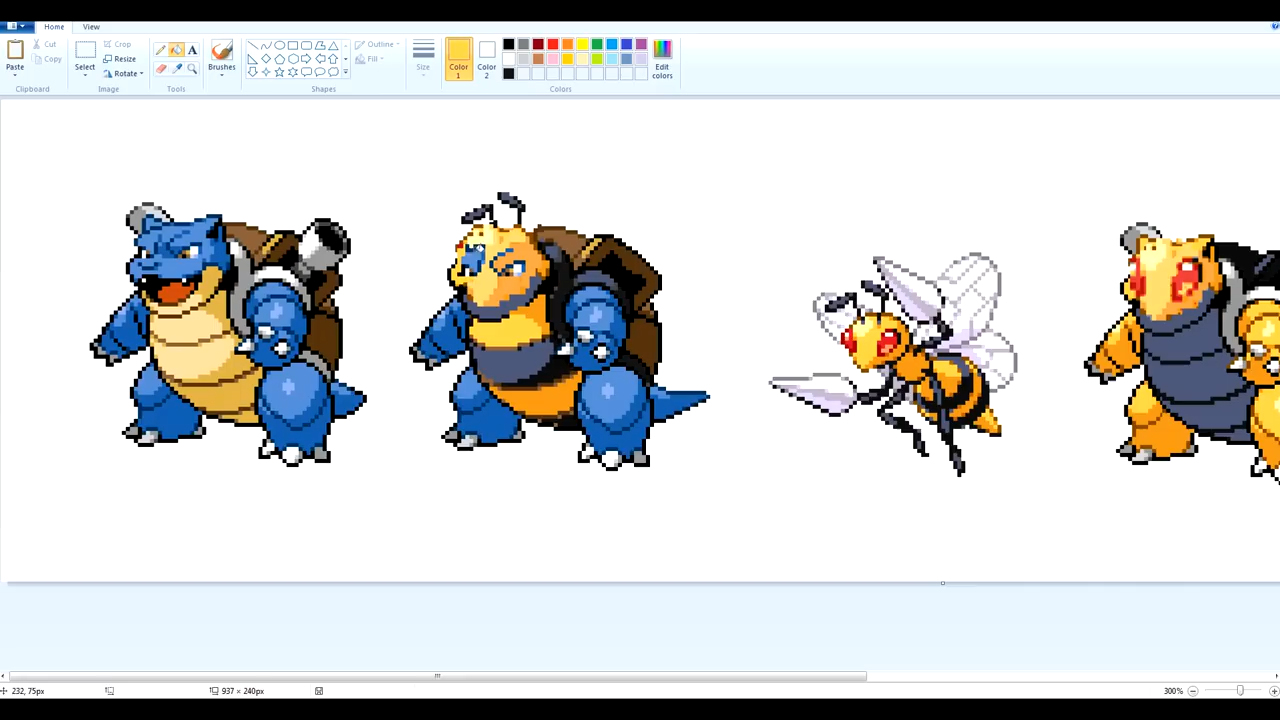 Home View
Cut
Copy
Paste
Clipboard
Crop
Resize
Rotate
Select
Image
A
Tools
Brushes
Outline
Fill
Shapes
Size
Color 1
Color 2
Edit colors
Colors
232, 75px
937 × 240px
300%